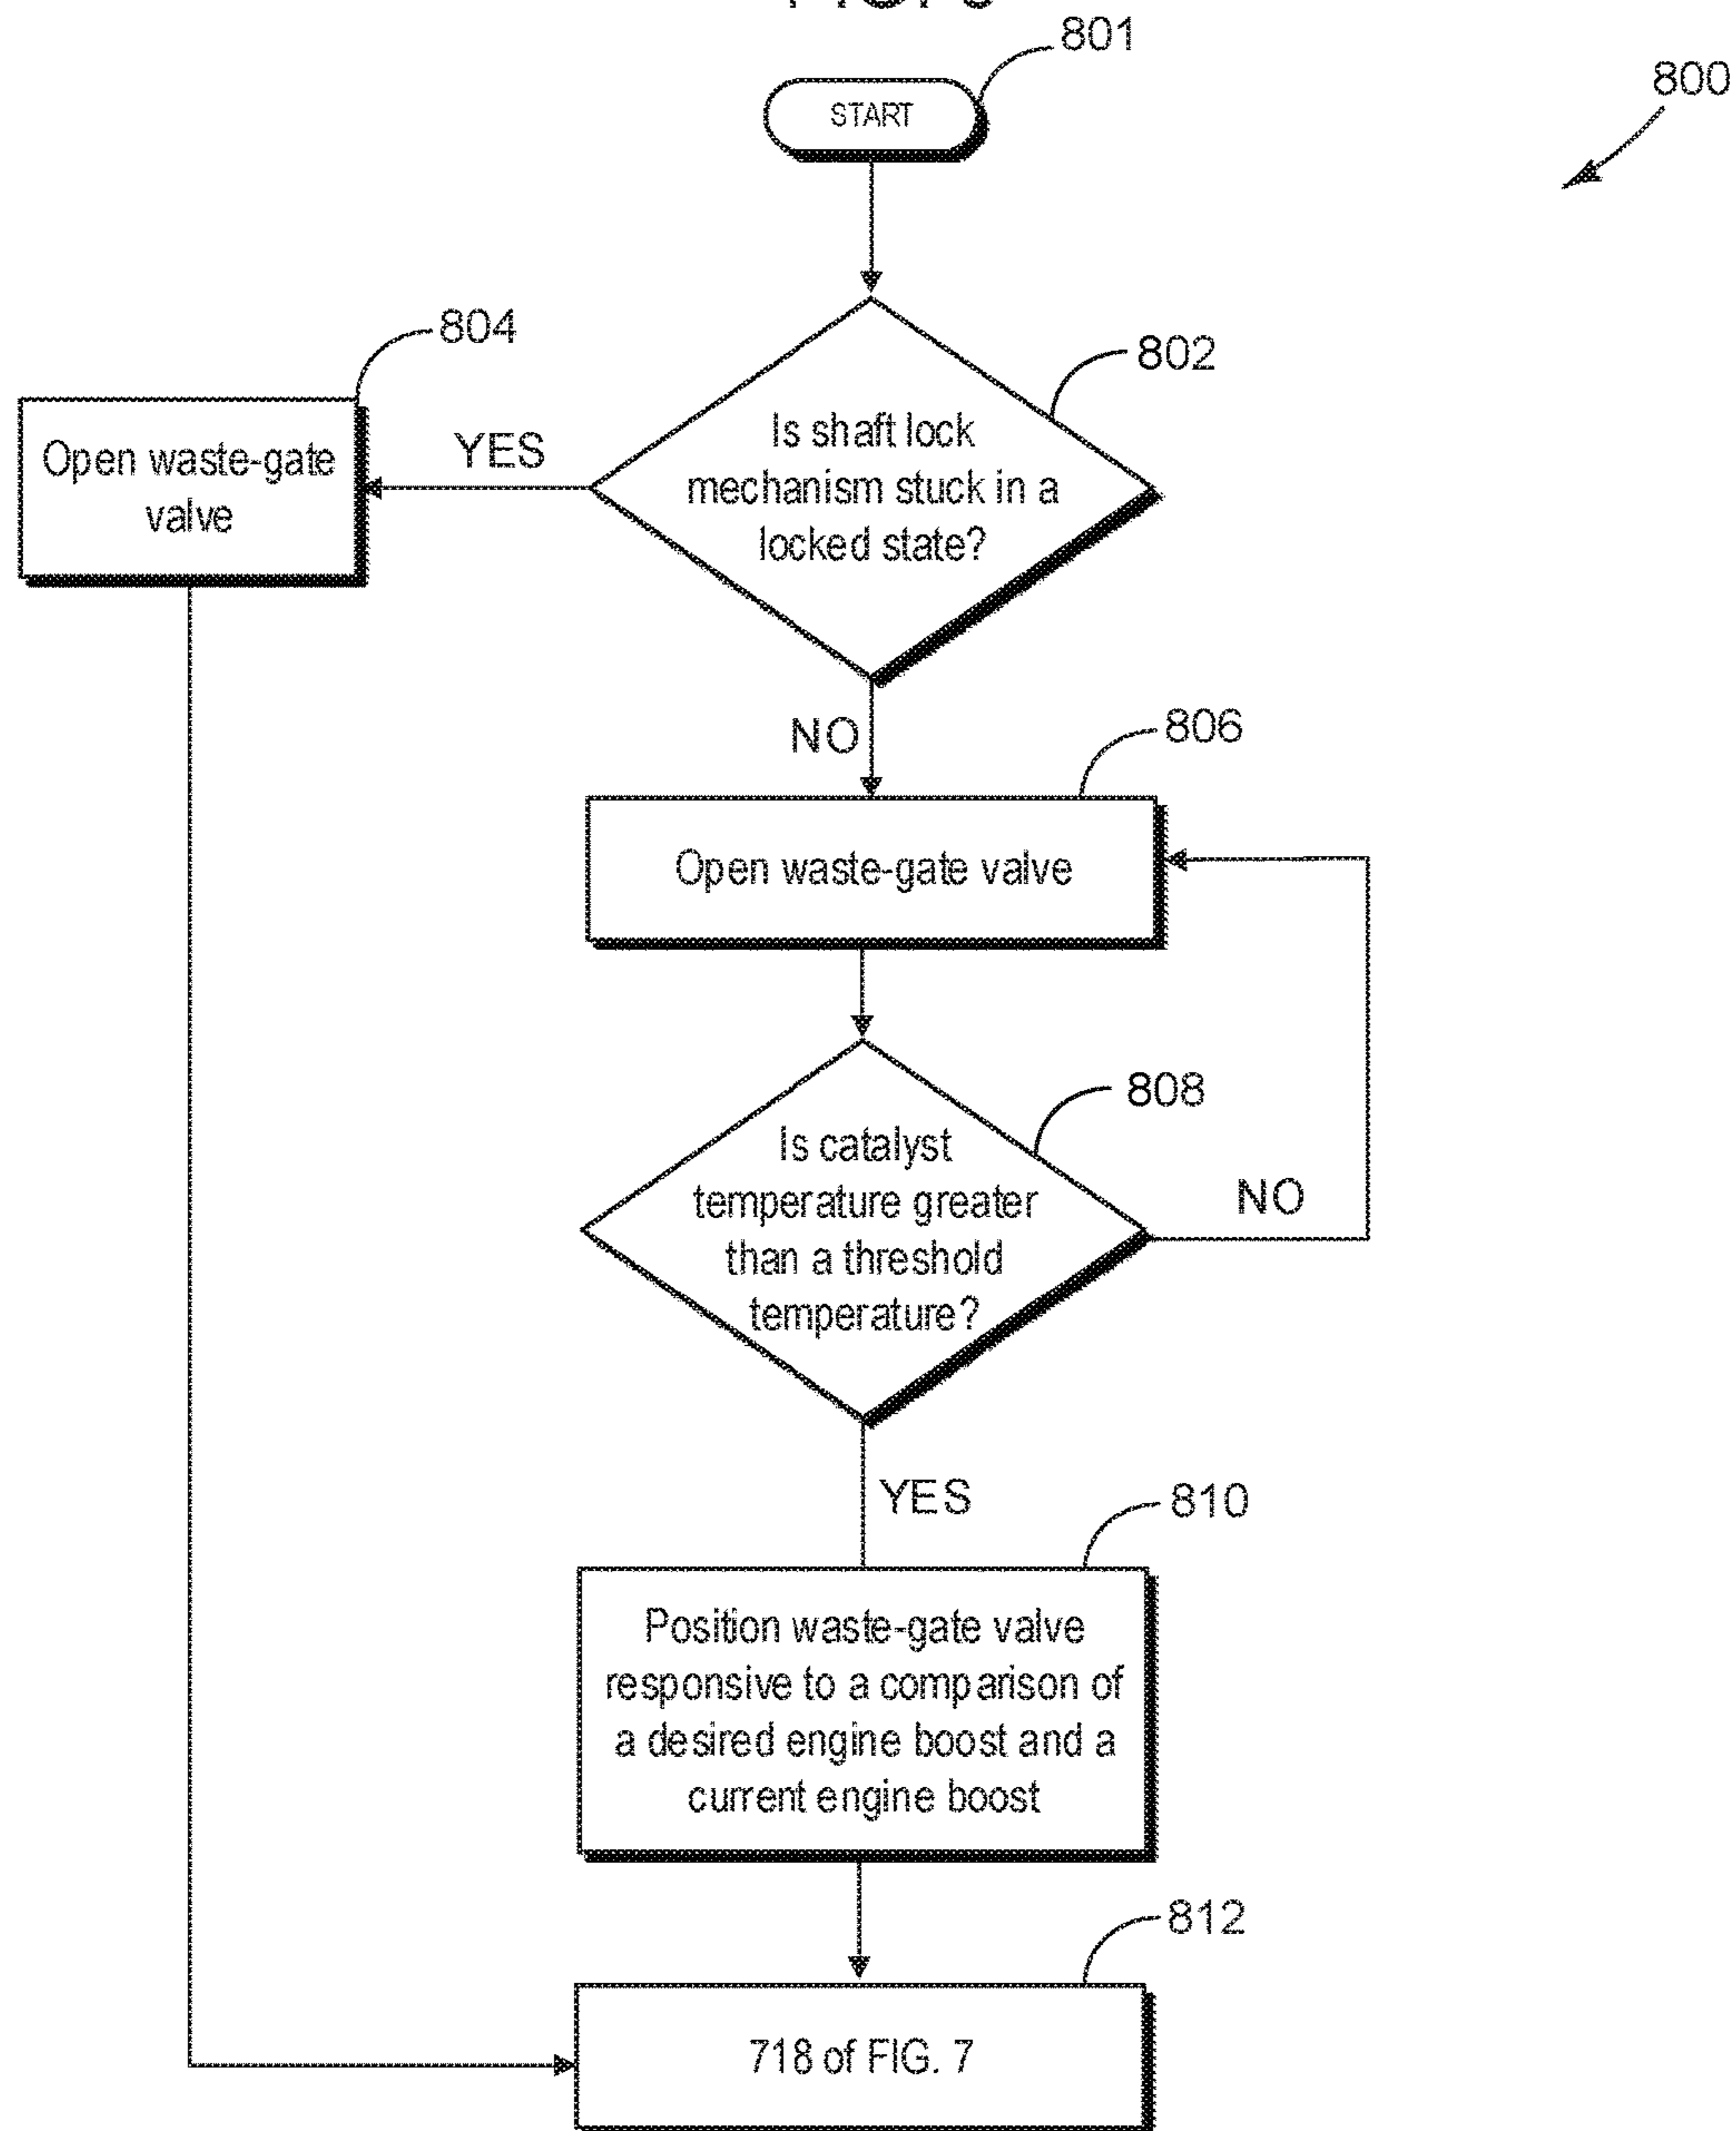 801
800
START
804
802
Is shaft lock
mechanism stuck in a
locked state?
YES
Open waste-gate
valve
NO
806
Open waste-gate valve
808
Is catalyst
temperature greater
than a threshold
temperature?
NO
YES
810
Position waste-gate valve
responsive to a comparison of
a desired engine boost and a
current engine boost
812
718 of FIG. 7